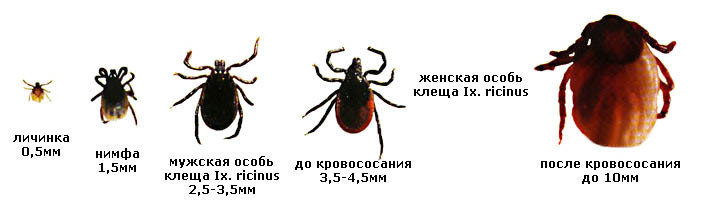 личинка
0,5мм
нимфа
1,5мм
мужская особь
клеща Ix. ricinus
2,5-3,5мм
до кровососания
3,5-4,5мм
женская особь
клеща Ix. ricinus
после кровососания
до 10мм